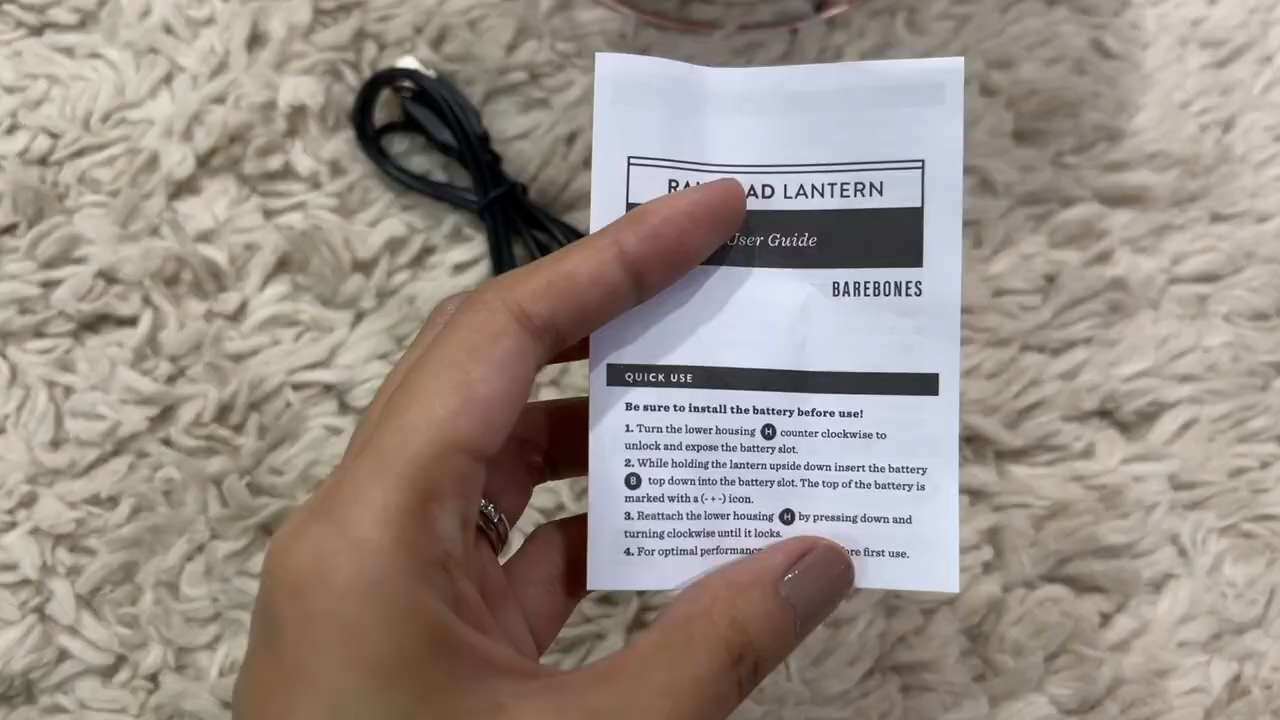 LANTERN
User Guide
BAREBONES
QUICK USE
Be sure to install the battery before use!
1. Turn the lower housing H counter clockwise to
unlock and expose the battery slot.
2. While holding the lantern upside down insert the battery
B top down into the battery slot. The top of the battery is
marked with a (- + -) icon.
3. Reattach the lower housing H by pressing down and
turning clockwise until it locks.
4. For optimal performance first use.